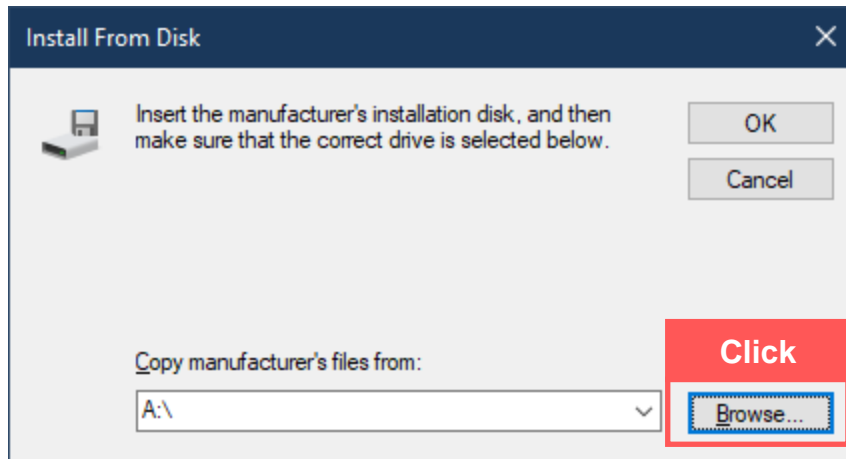 Install From Disk
Insert the manufacturer's installation disk, and then
make sure that the correct drive is selected below.
OK
Cancel
Click
Copy manufacturer's files from:
A:\
Browse...